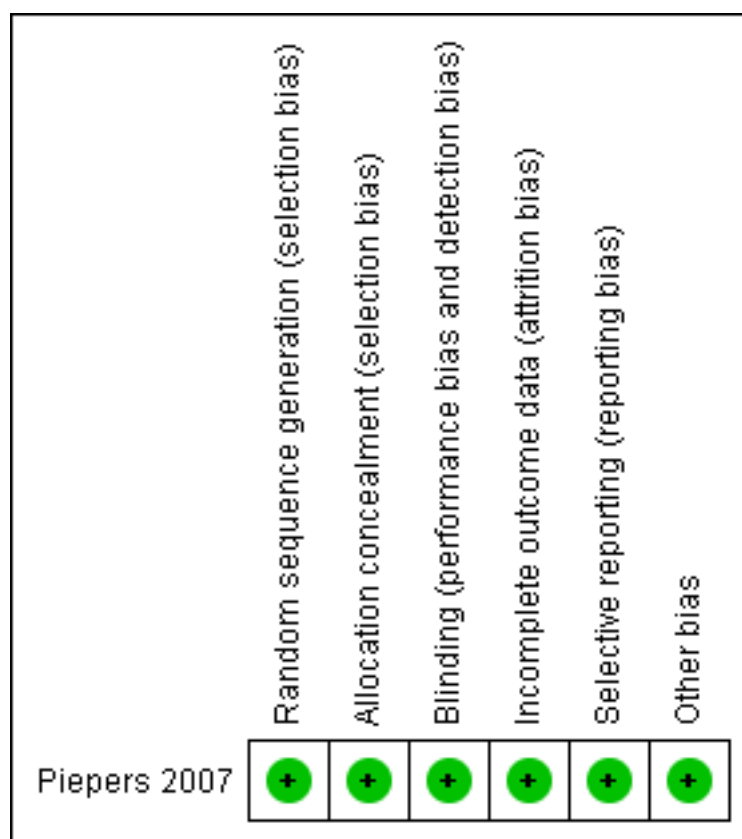 Random sequence generation (selection bias)
Allocation concealment (selection bias)
Blinding (performance bias and detection bias)
Incomplete outcome data (attrition bias)
Selective reporting (reporting bias)
Other bias
Piepers 2007 + + + + + +